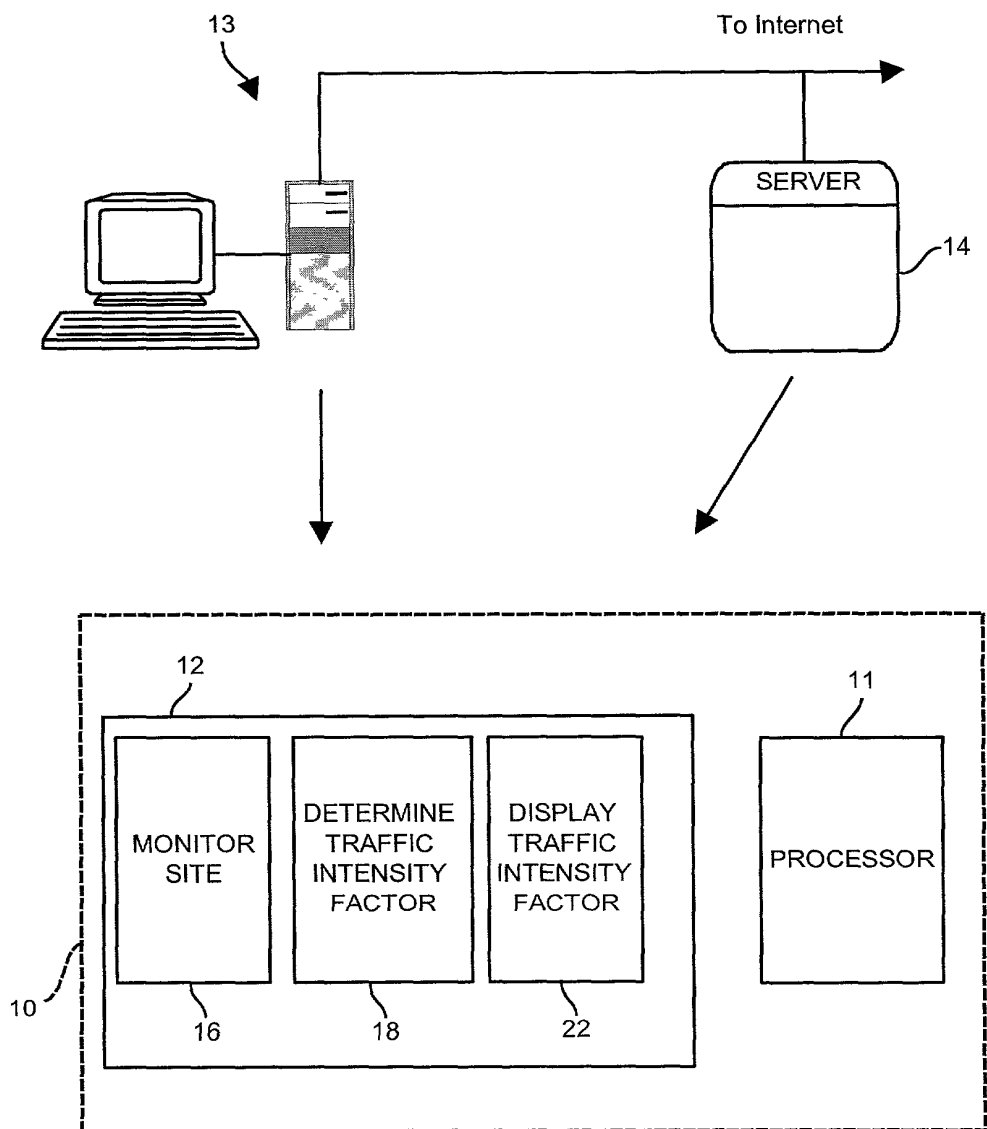 13
To Internet
SERVER
14
12
11
MONITOR
SITE
DETERMINE
TRAFFIC
INTENSITY
FACTOR
DISPLAY
TRAFFIC
INTENSITY
FACTOR
PROCESSOR
10
16
18
22